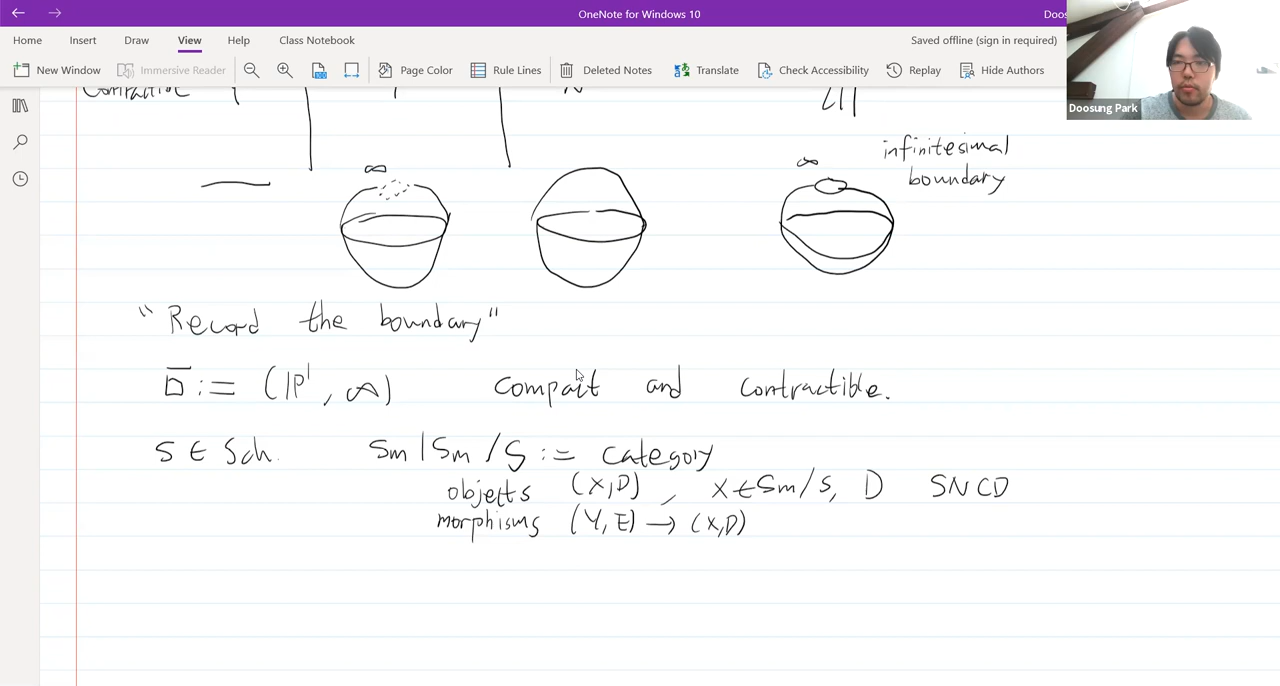 OneNote for Windows 10
Doos
Home Insert Draw View Help Class Notebook
Saved offline (sign in required)
New Window Immersive Reader Page Color Rule Lines Deleted Notes Translate Check Accessibility Replay Hide Authors
Doosung Park
Contractible
∞
∞
infinitesimal
boundary
"Record the boundary"
□̅ := (ℙ¹, ∞) compact and contractible.
S ∈ Sch. Sm|Sm/S := category
objects (X,D), X∈Sm/S, D SNCD
morphisms (Y,E) → (X,D)